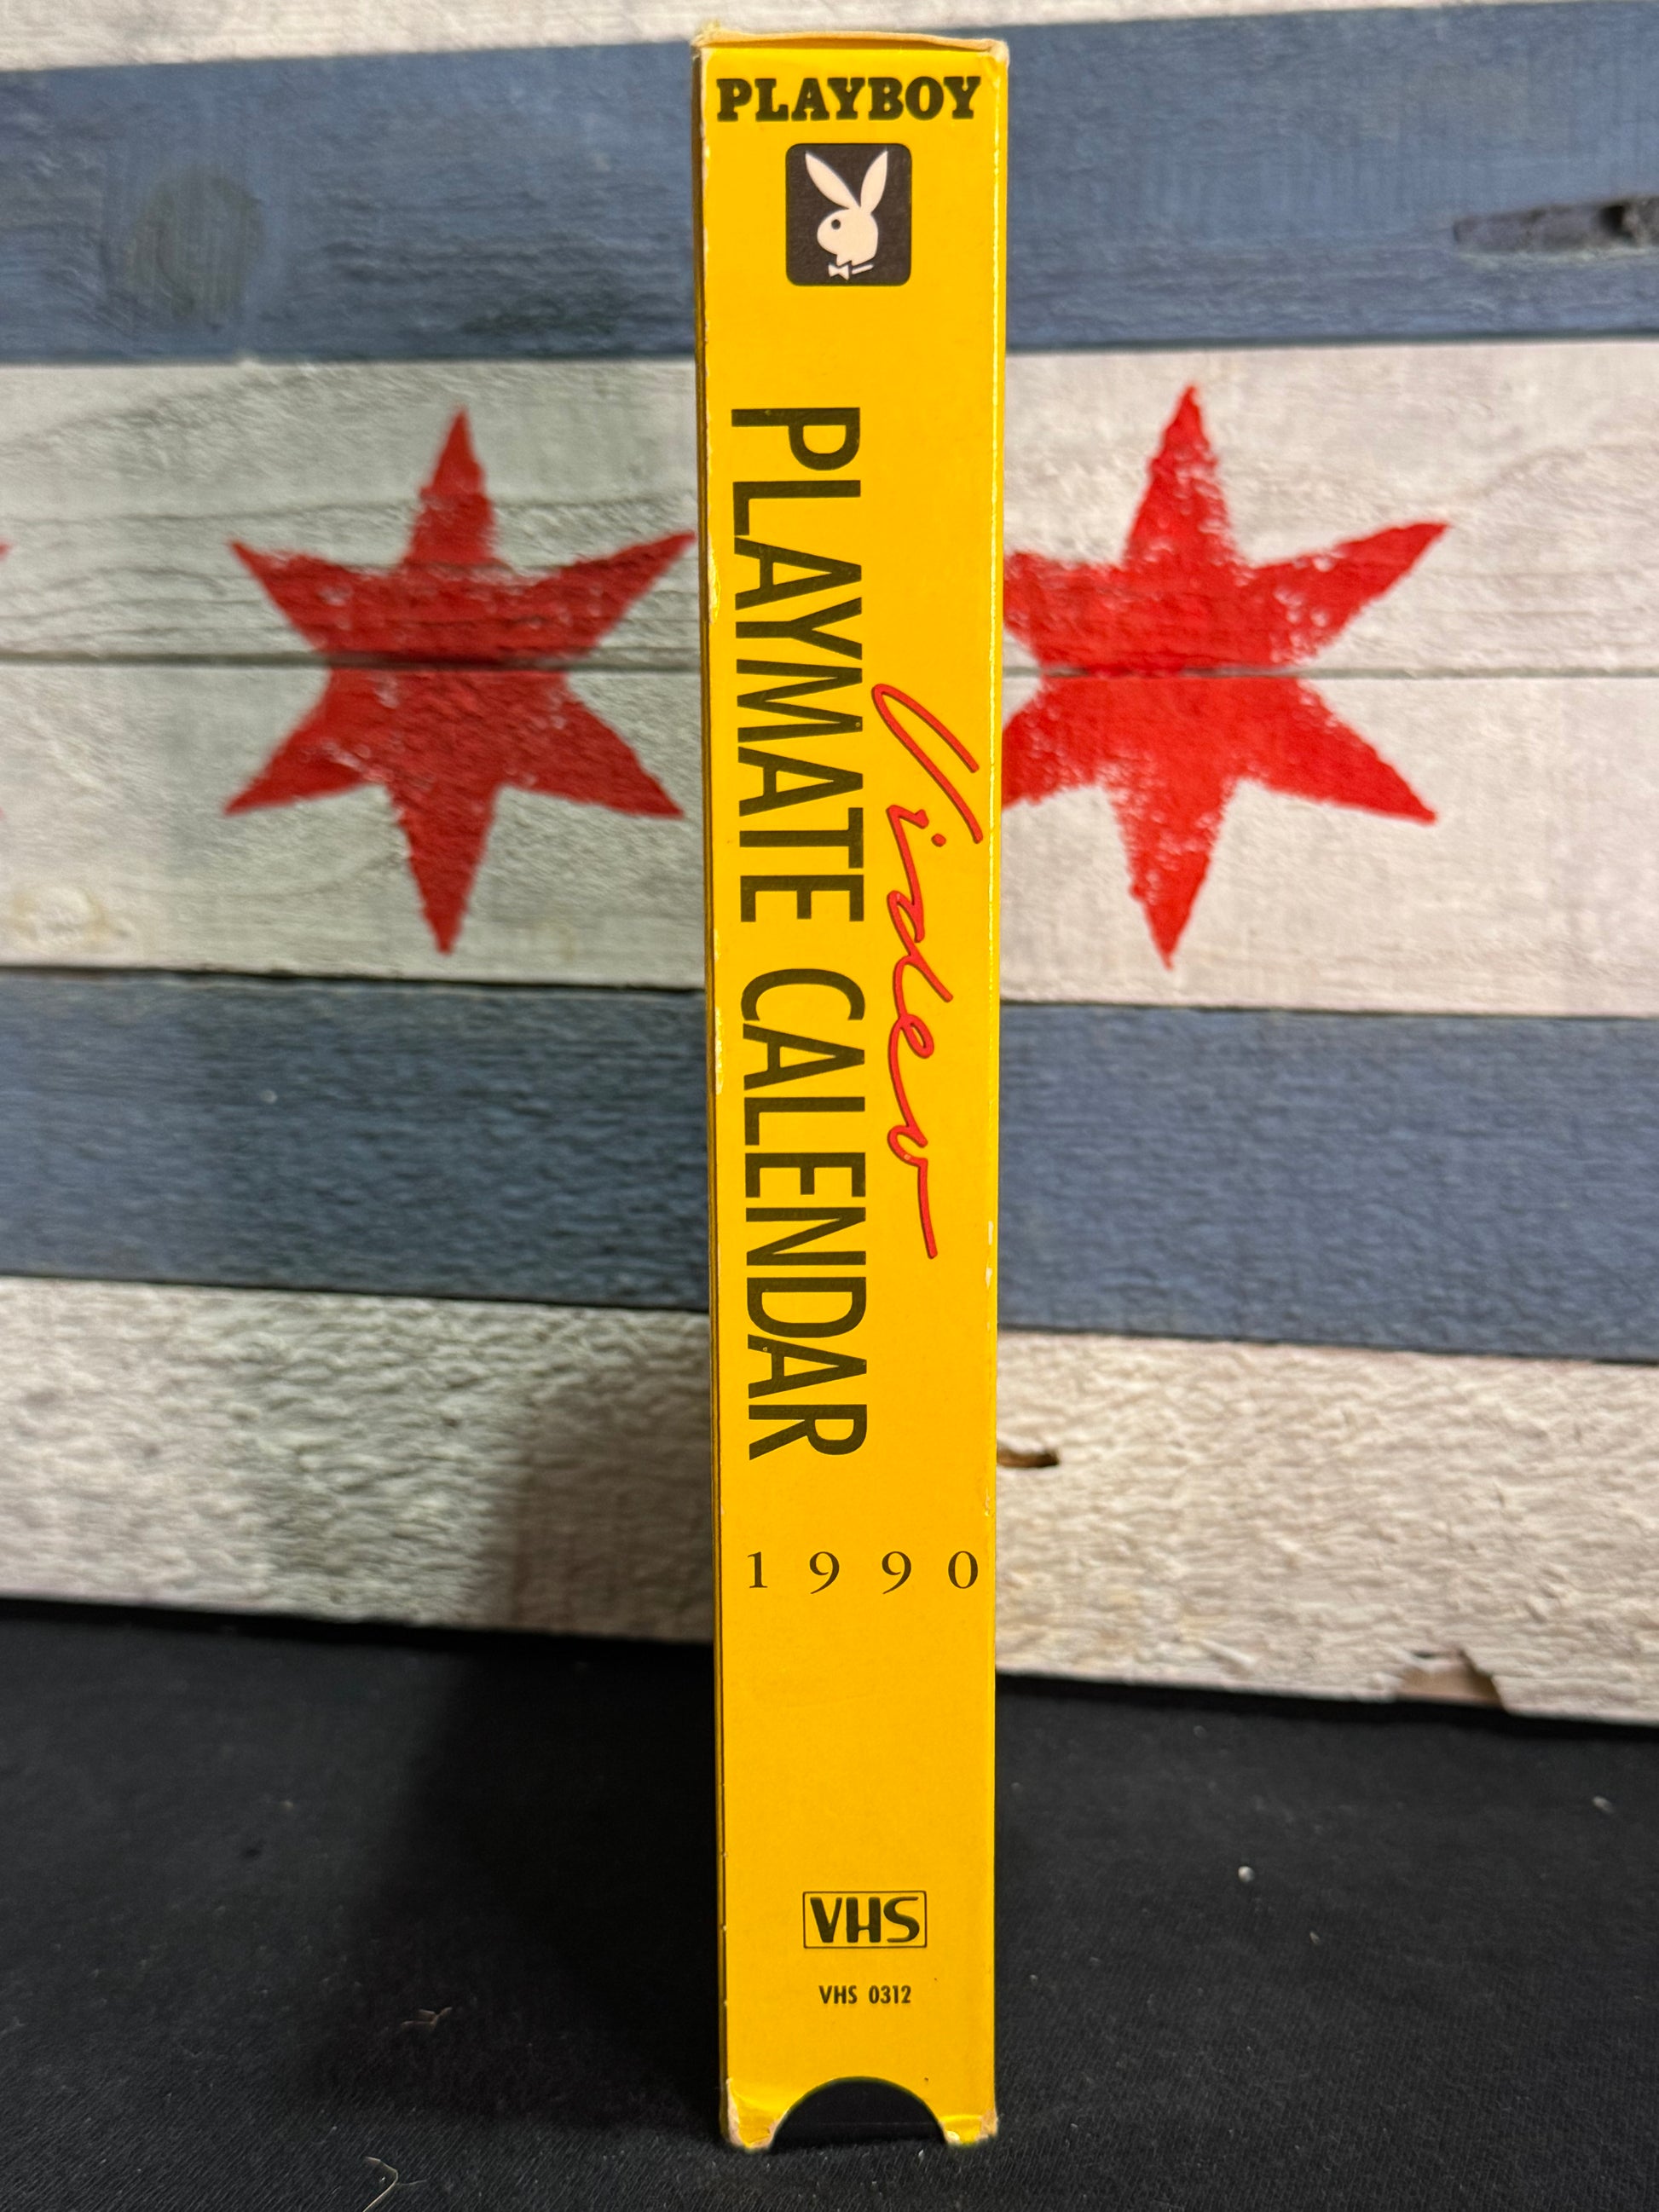 PLAYBOY
Video
PLAYMATE CALENDAR
1990
VHS
VHS 0312